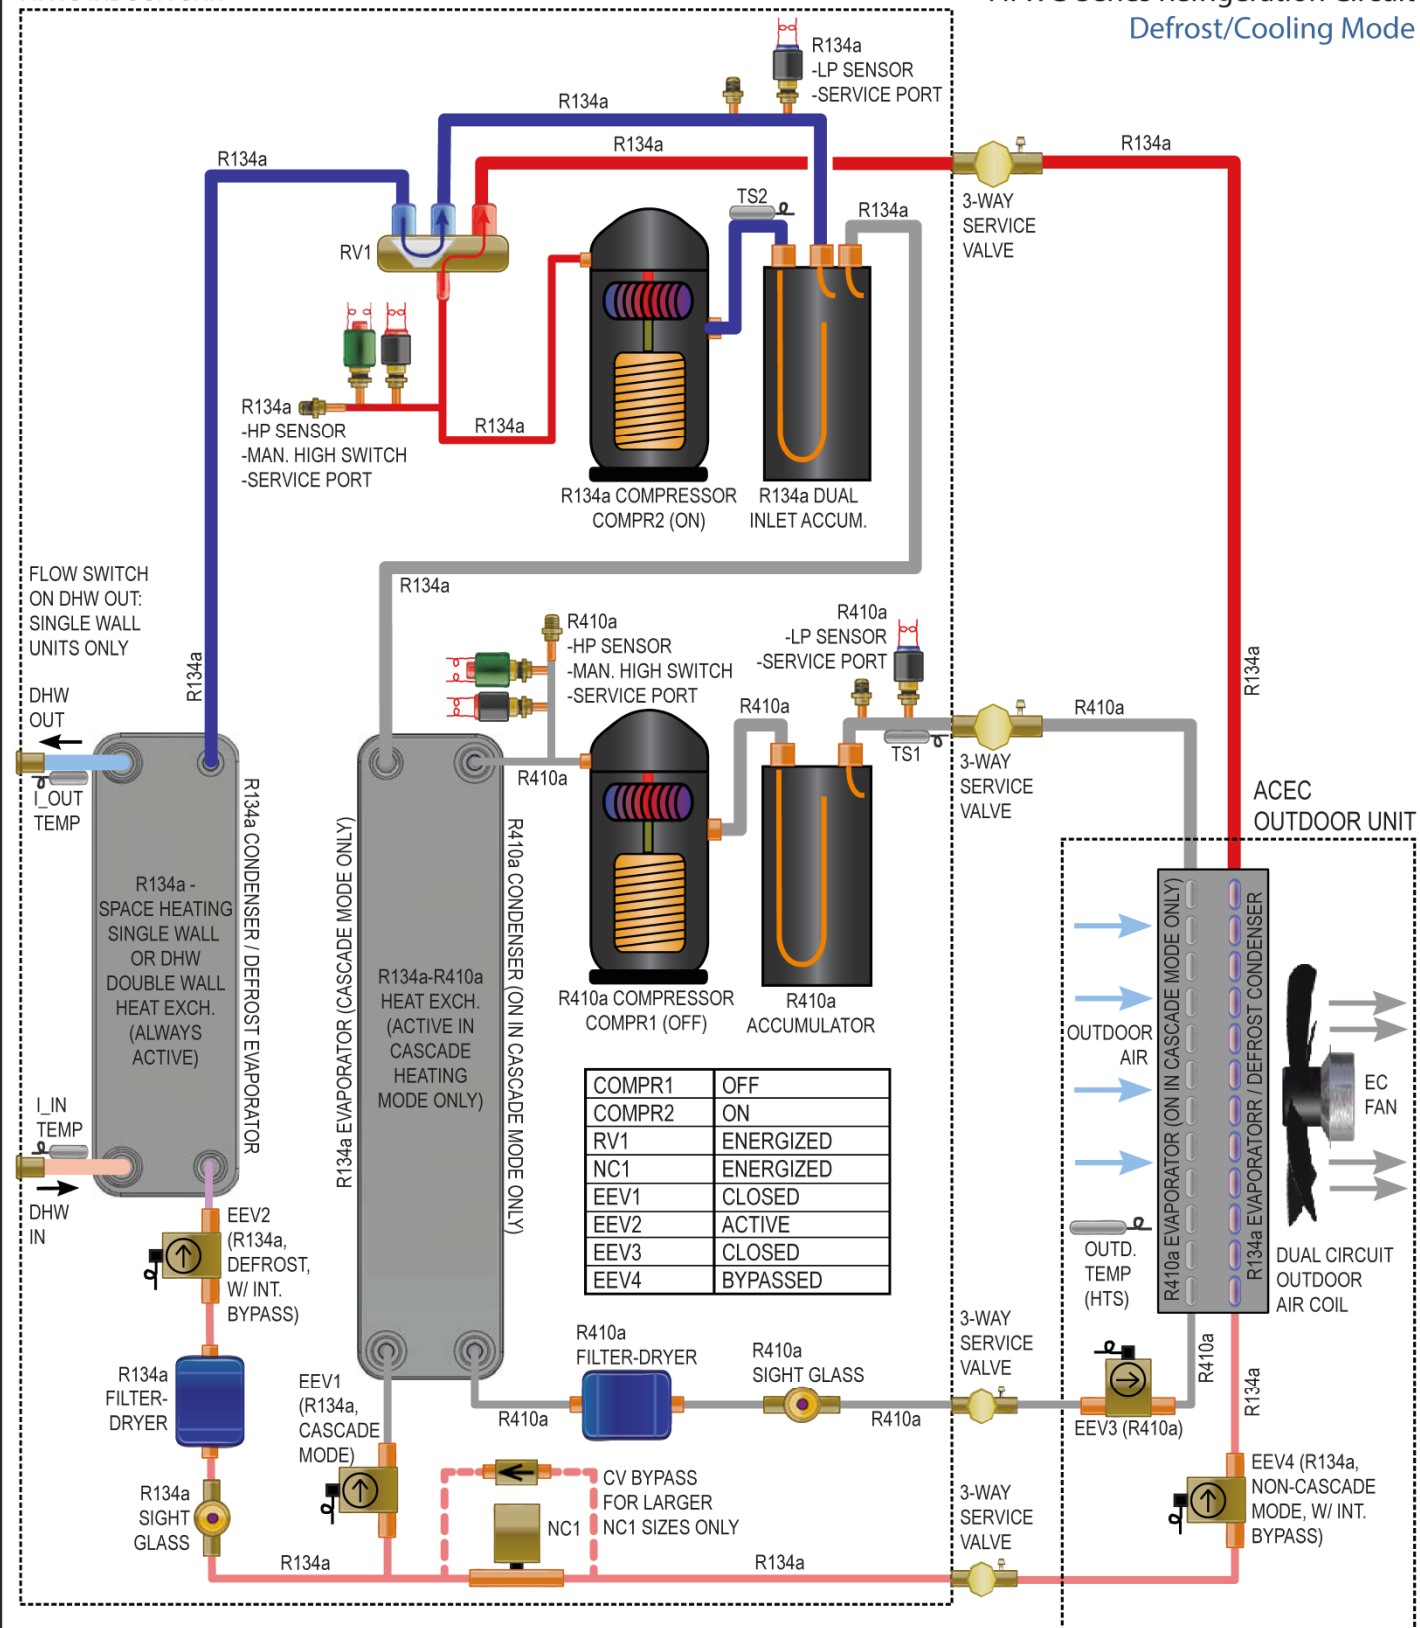 Defrost/Cooling Mode
R134a
-LP SENSOR
-SERVICE PORT
R134a
R134a
R134a
R134a
3-WAY
SERVICE
VALVE
TS2
R134a
RV1
R134a
-HP SENSOR
-MAN. HIGH SWITCH
-SERVICE PORT
R134a
R134a COMPRESSOR
COMPR2 (ON)
R134a DUAL
INLET ACCUM.
FLOW SWITCH
ON DHW OUT:
SINGLE WALL
UNITS ONLY
R134a
R134a
R410a
-HP SENSOR
-MAN. HIGH SWITCH
-SERVICE PORT
R410a
-LP SENSOR
-SERVICE PORT
R134a
DHW
OUT
R410a
R410a
TS1
3-WAY
SERVICE
VALVE
R410a
I_OUT
TEMP
R134a CONDENSER / DEFROST EVAPORATOR
R134a -
SPACE HEATING
SINGLE WALL
OR DHW
DOUBLE WALL
HEAT EXCH.
(ALWAYS
ACTIVE)
R134a EVAPORATOR (CASCADE MODE ONLY)
R134a-R410a
HEAT EXCH.
(ACTIVE IN
CASCADE
HEATING
MODE ONLY)
R410a CONDENSER (ON IN CASCADE MODE ONLY)
R410a COMPRESSOR
COMPR1 (OFF)
R410a
ACCUMULATOR
ACEC
OUTDOOR UNIT
OUTDOOR
AIR
R410a EVAPORATOR (ON IN CASCADE MODE ONLY)
R134a EVAPORATORR / DEFROST CONDENSER
EC
FAN
COMPR1 OFF
COMPR2 ON
RV1 ENERGIZED
NC1 ENERGIZED
EEV1 CLOSED
EEV2 ACTIVE
EEV3 CLOSED
EEV4 BYPASSED
I_IN
TEMP
DHW
IN
EEV2
(R134a,
DEFROST,
W/ INT.
BYPASS)
OUTD.
TEMP
(HTS)
DUAL CIRCUIT
OUTDOOR
AIR COIL
R134a
FILTER-
DRYER
EEV1
(R134a,
CASCADE
MODE)
R410a
FILTER-DRYER
R410a
SIGHT GLASS
3-WAY
SERVICE
VALVE
R410a
R410a
R410a
R134a
EEV3 (R410a)
R134a
SIGHT
GLASS
NC1
CV BYPASS
FOR LARGER
NC1 SIZES ONLY
3-WAY
SERVICE
VALVE
EEV4 (R134a,
NON-CASCADE
MODE, W/ INT.
BYPASS)
R134a
R134a